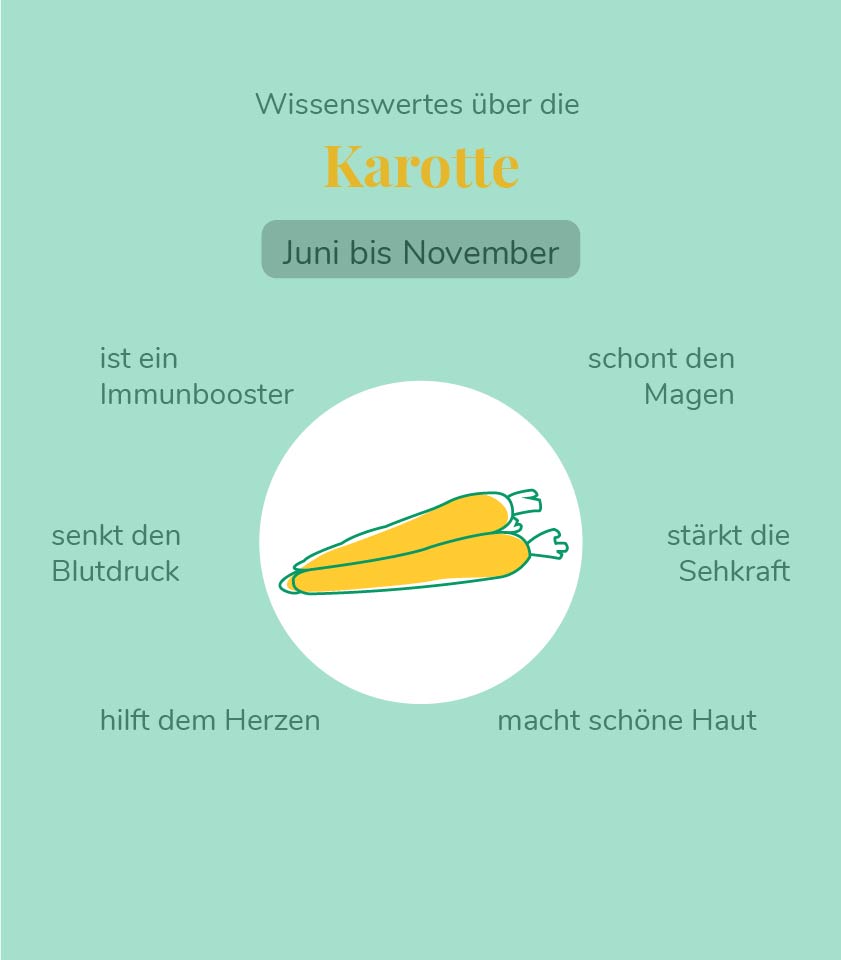 Wissenswertes über die
Karotte
Juni bis November
ist ein
Immunbooster
schont den
Magen
senkt den
Blutdruck
stärkt die
Sehkraft
hilft dem Herzen
macht schöne Haut